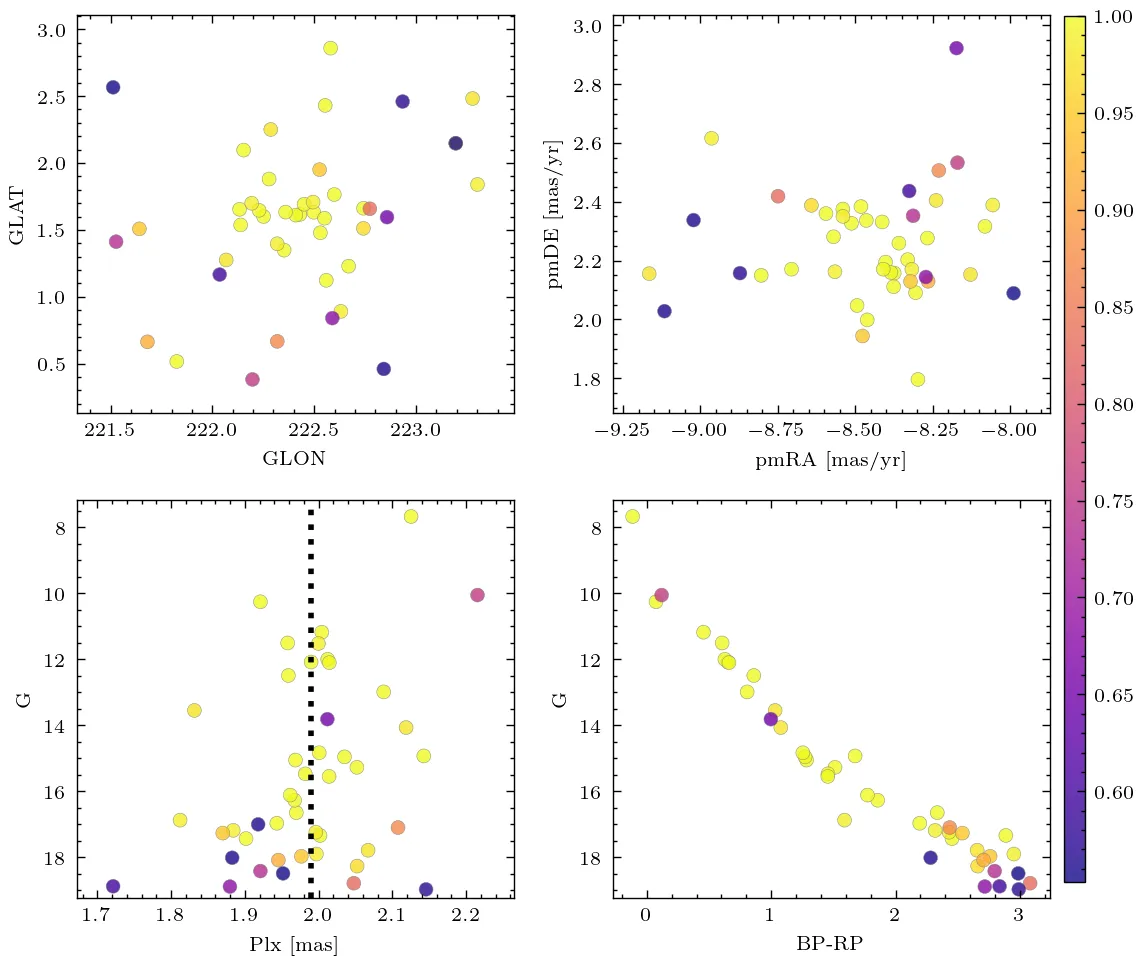 3.0
2.5
2.0
1.5
1.0
0.5
GLAT
221.5 222.0 222.5 223.0
GLON
3.0
2.8
2.6
2.4
2.2
2.0
1.8
pmDE [mas/yr]
−9.25 −9.00 −8.75 −8.50 −8.25 −8.00
pmRA [mas/yr]
1.00
0.95
0.90
0.85
0.80
0.75
0.70
0.65
0.60
8
10
12
14
16
18
G
1.7 1.8 1.9 2.0 2.1 2.2
Plx [mas]
8
10
12
14
16
18
G
0 1 2 3
BP-RP